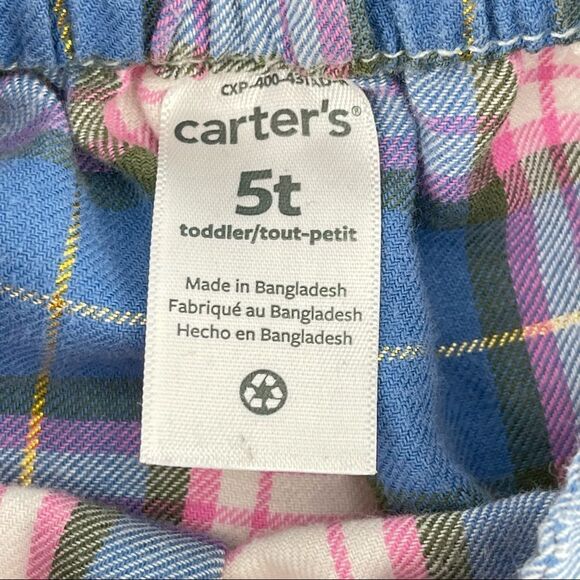 carter's®
5t
toddler/tout-petit
Made in Bangladesh
Fabriqué au Bangladesh
Hecho en Bangladesh